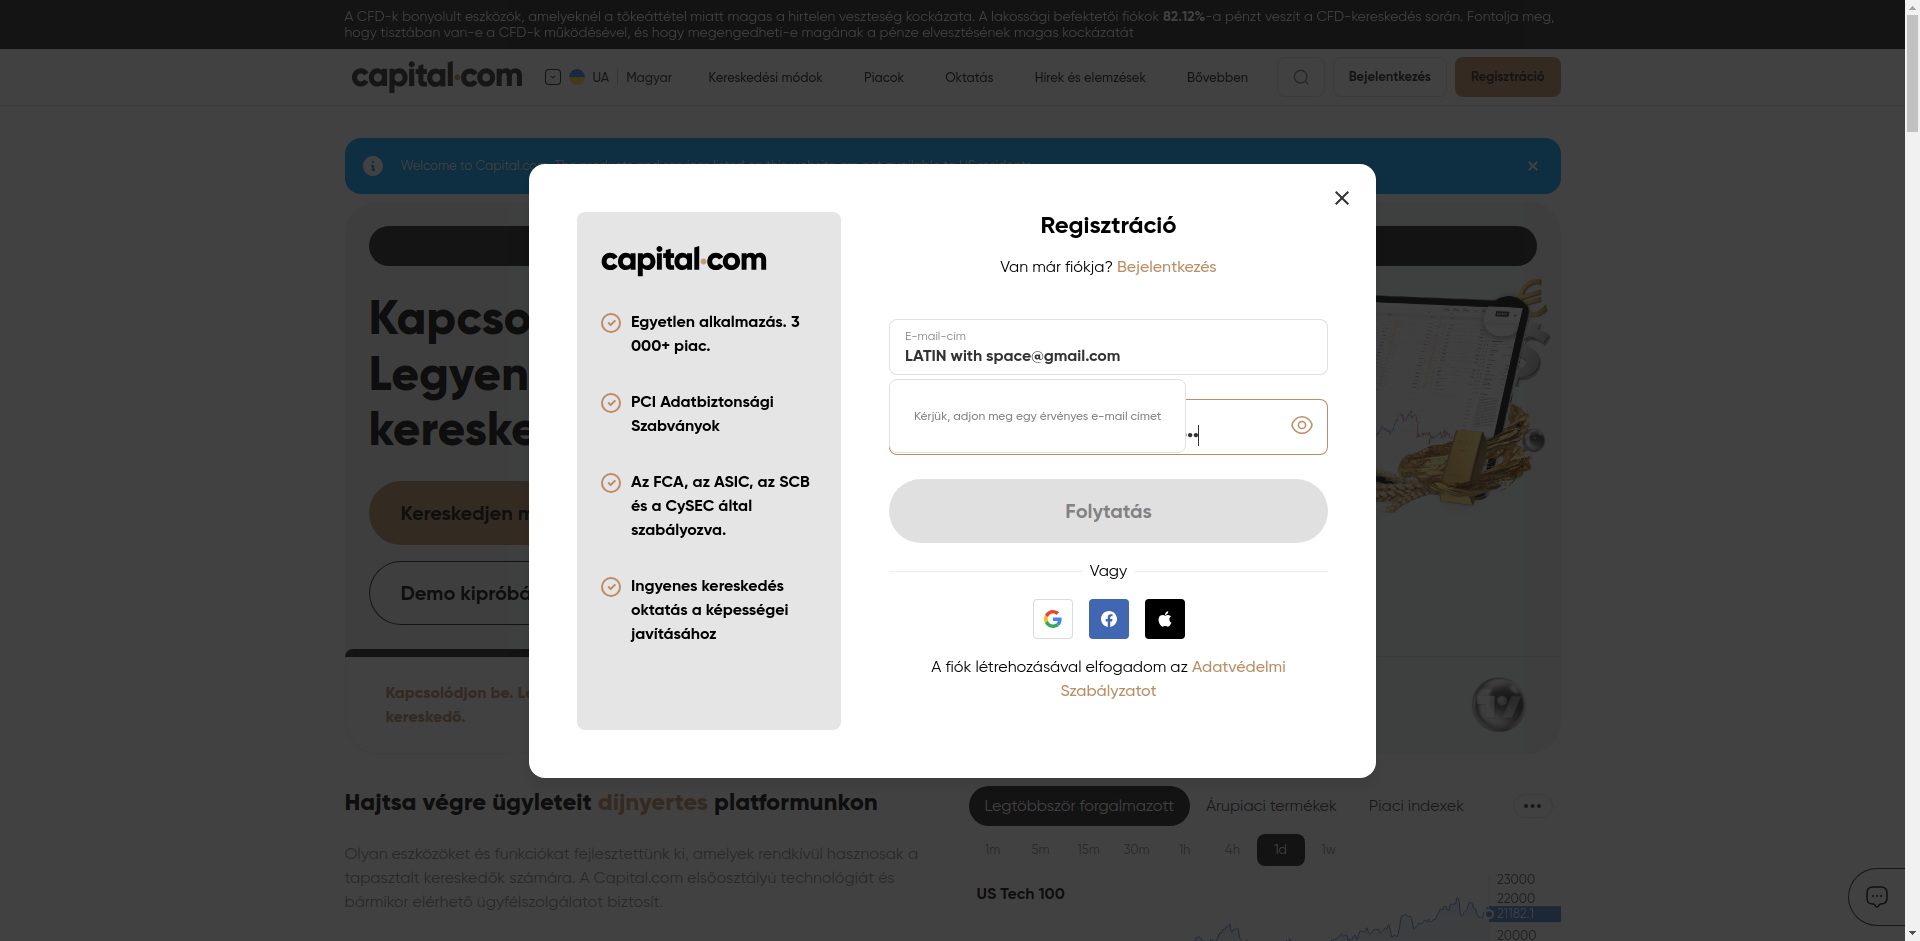 A CFD-k bonyolult eszközök, amelyeknél a tőkeáttétel miatt magas a hirtelen veszteség kockázata. A lakossági befektetői fiókok 82.12%-a pénzt veszít a CFD-kereskedés során. Fontolja meg,
hogy tisztában van-e a CFD-k működésével, és hogy megengedheti-e magának a pénze elvesztésének magas kockázatát
capital.com
UA
Magyar
Kereskedési módok
Piacok
Oktatás
Hírek és elemzések
Bővebben
Bejelentkezés
Regisztráció
Welcome to Capital.com
Regisztráció
Van már fiókja? Bejelentkezés
capital.com
Egyetlen alkalmazás. 3
000+ piac.
PCI Adatbiztonsági
Szabványok
Az FCA, az ASIC, az SCB
és a CySEC által
szabályozva.
Ingyenes kereskedés
oktatás a képességei
javításához
E-mail-cím
LATIN with space@gmail.com
Kérjük, adjon meg egy érvényes e-mail címet
Folytatás
Vagy
A fiók létrehozásával elfogadom az Adatvédelmi
Szabályzatot
Kapcso
Legyen
kereske
Kereskedjen m
Demo kipróbá
Kapcsolódjon be. Le
kereskedő.
17
Hajtsa végre ügyleteit díjnyertes platformunkon
Olyan eszközöket és funkciókat fejlesztettünk ki, amelyek rendkívül hasznosak a
tapasztalt kereskedők számára. A Capital.com elsőosztályú technológiát és
bármikor elérhető ügyfélszolgálatot biztosít.
Legtöbbször forgalmazott
Árupiaci termékek
Piaci indexek
1m
5m
15m
30m
1h
4h
1d
1w
US Tech 100
23000
22000
21182.1
20000